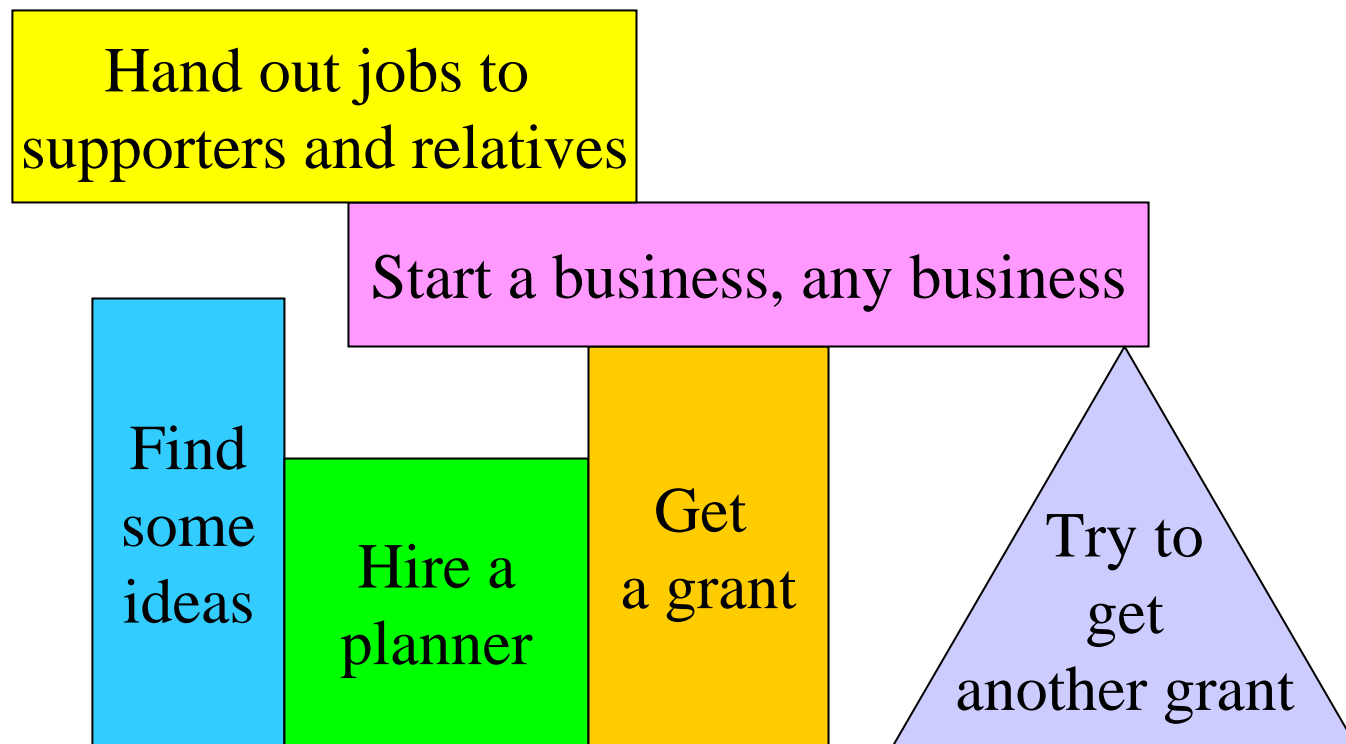 Hand out jobs to
supporters and relatives
Start a business, any business
Find
some
ideas
Hire a
planner
Get
a grant
Try to
get
another grant